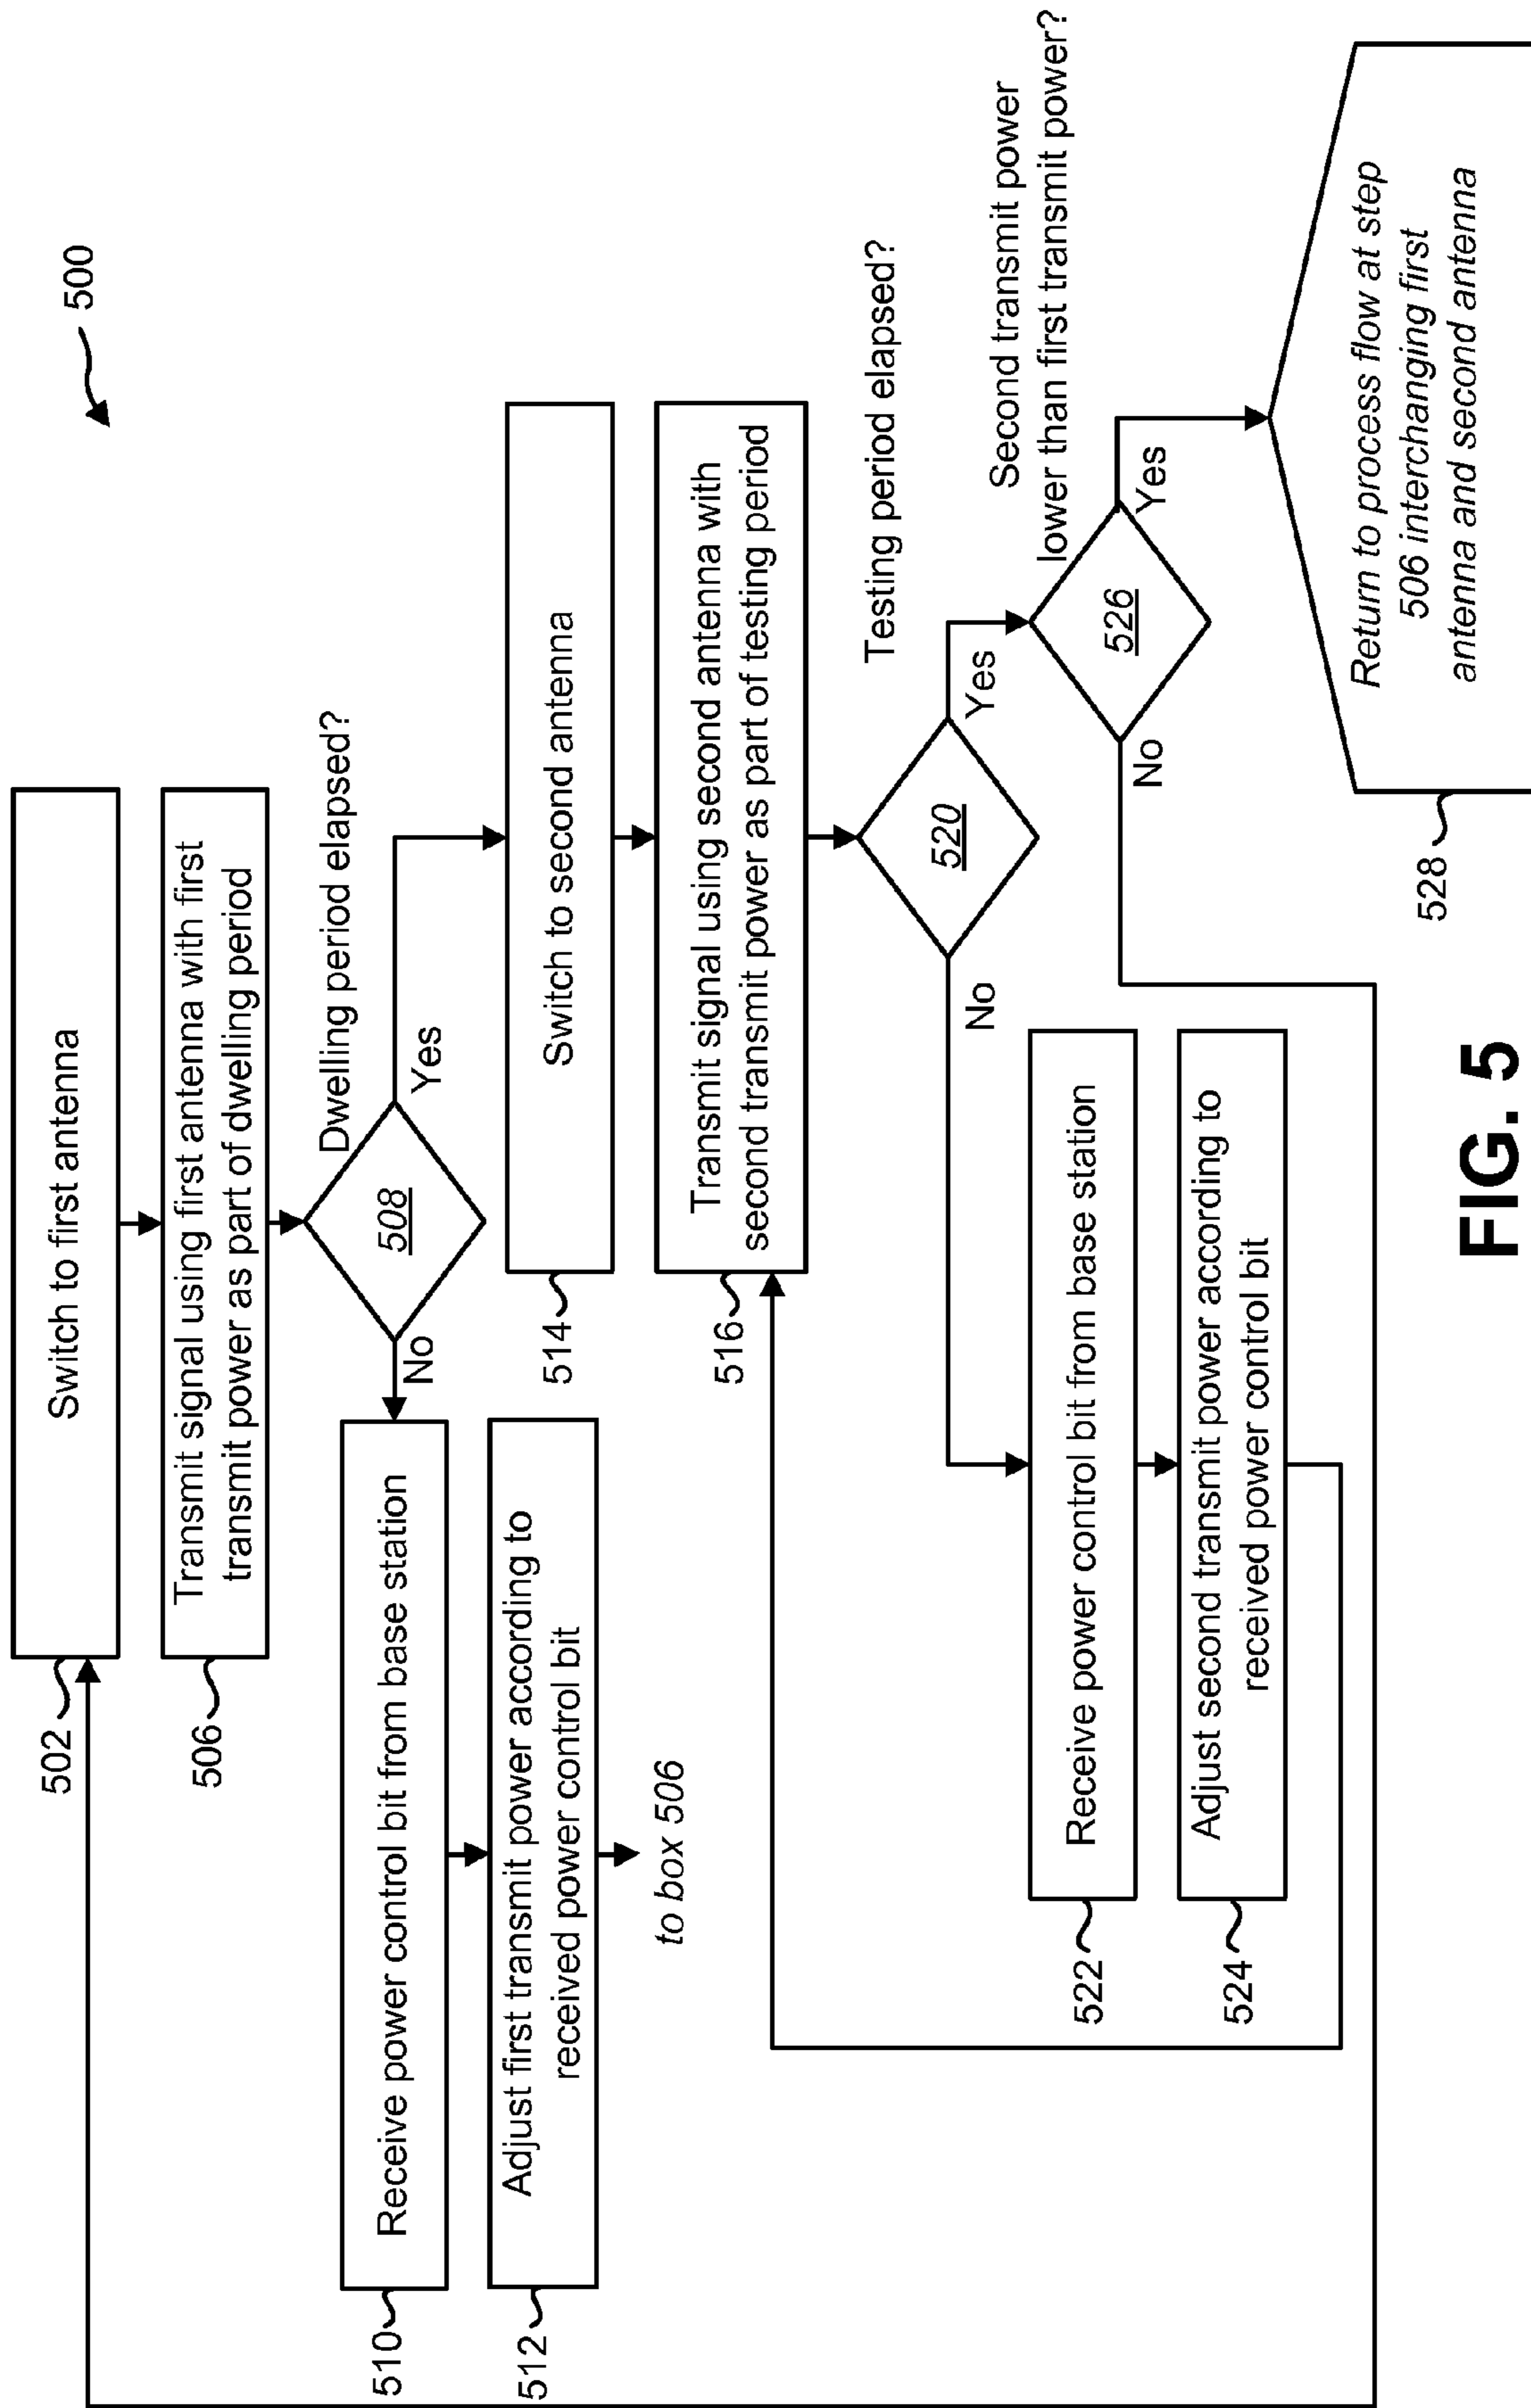 500
Switch to first antenna
502
Transmit signal using first antenna with first
transmit power as part of dwelling period
506
Dwelling period elapsed?
508
No
Yes
Receive power control bit from base station
510
Adjust first transmit power according to
received power control bit
512
to box 506
Switch to second antenna
514
Transmit signal using second antenna with
second transmit power as part of testing period
516
Testing period elapsed?
520
No
Yes
Receive power control bit from base station
522
Adjust second transmit power according to
received power control bit
524
Second transmit power
lower than first transmit power?
526
No
Yes
Return to process flow at step
506 interchanging first
antenna and second antenna
528
FIG. 5